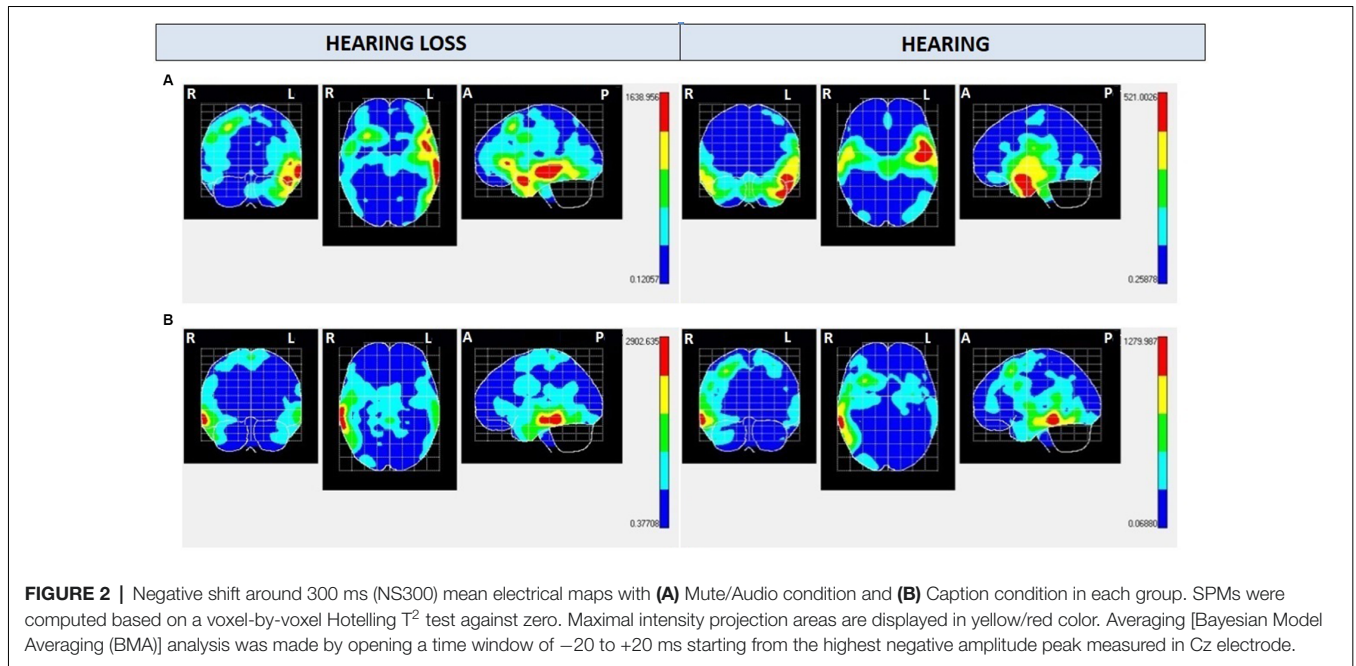 HEARING LOSS HEARING
A
R L R L A P R L R L A P
1638.956 521.0026
0.12057 0.25878
B
R L R L A P R L R L A P
2902.635 1279.987
0.37708 0.06880
FIGURE 2 | Negative shift around 300 ms (NS300) mean electrical maps with (A) Mute/Audio condition and (B) Caption condition in each group. SPMs were
computed based on a voxel-by-voxel Hotelling T² test against zero. Maximal intensity projection areas are displayed in yellow/red color. Averaging [Bayesian Model
Averaging (BMA)] analysis was made by opening a time window of −20 to +20 ms starting from the highest negative amplitude peak measured in Cz electrode.